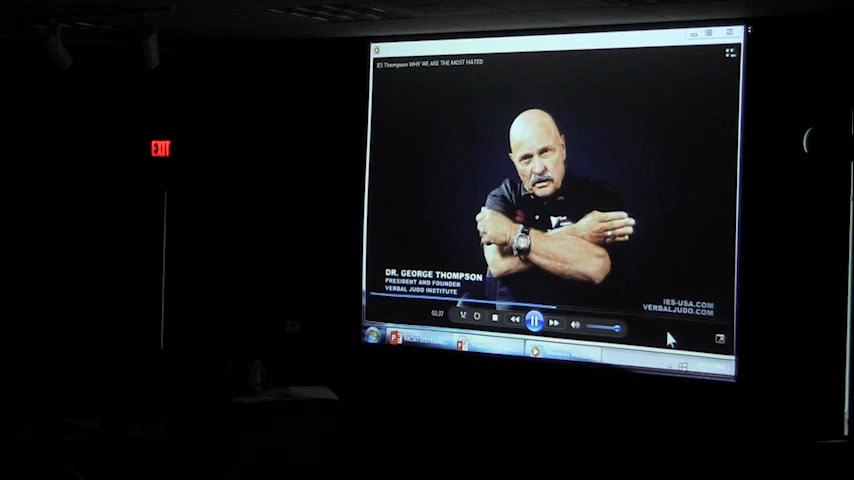 IES Thompson WHY WE ARE THE MOST HATED
EXIT
DR. GEORGE THOMPSON
PRESIDENT AND FOUNDER
VERBAL JUDO INSTITUTE
IES-USA.COM
VERBALJUDO.COM
02:37